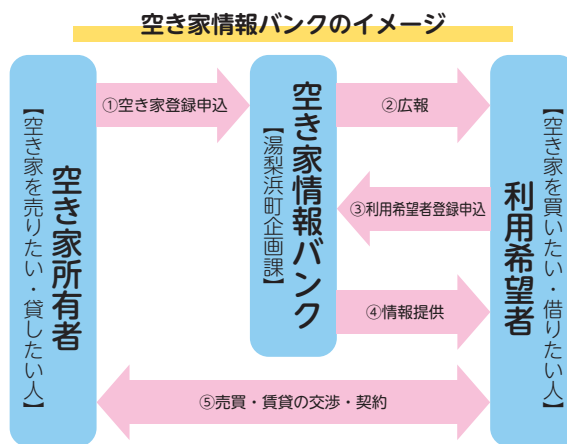 空き家情報バンクのイメージ
空き家所有者
【空き家を売りたい・貸したい人】
①空き家登録申込
空き家情報バンク
【湯梨浜町企画課】
②広報
③利用希望者登録申込
④情報提供
⑤売買・賃貸の交渉・契約
【空き家を買いたい・借りたい人】
利用希望者